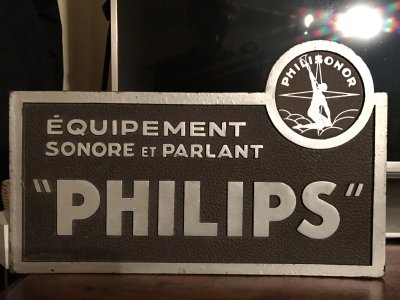 PHILISONOR
ÉQUIPEMENT
SONORE ET PARLANT
"PHILIPS"